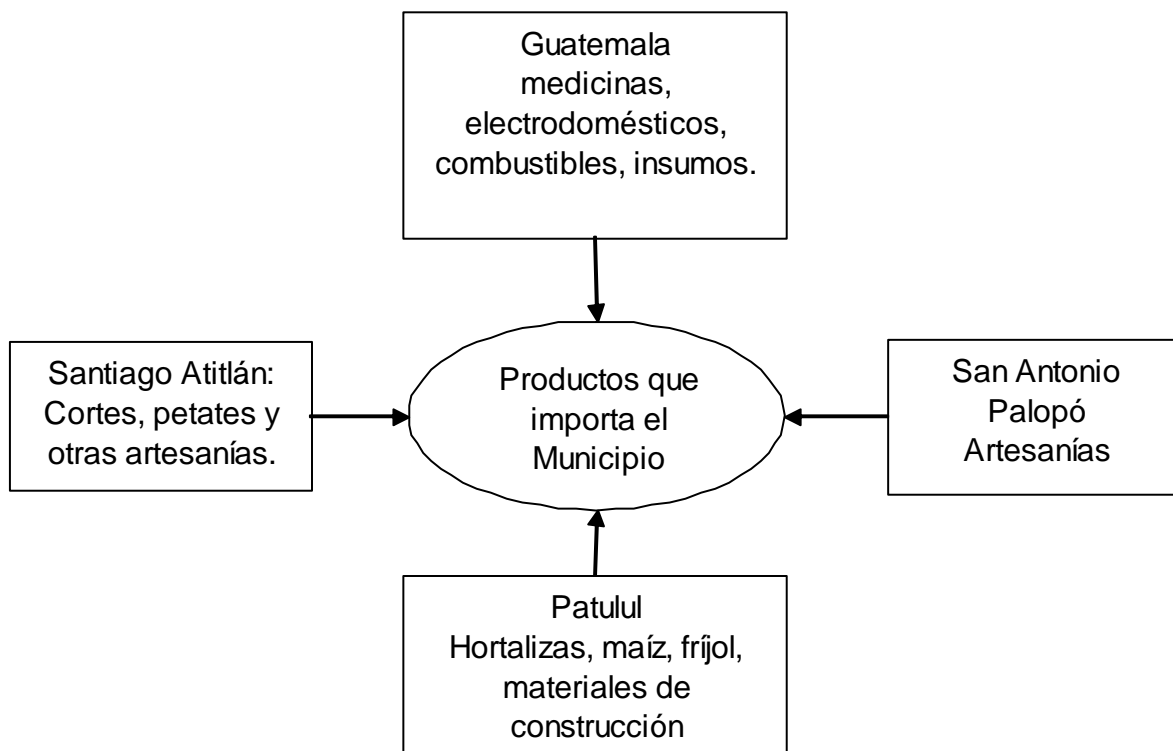 Guatemala
medicinas,
electrodomésticos,
combustibles, insumos.
Santiago Atitlán:
Cortes, petates y
otras artesanías.
Productos que
importa el
Municipio
San Antonio
Palopó
Artesanías
Patulul
Hortalizas, maíz, fríjol,
materiales de
construcción